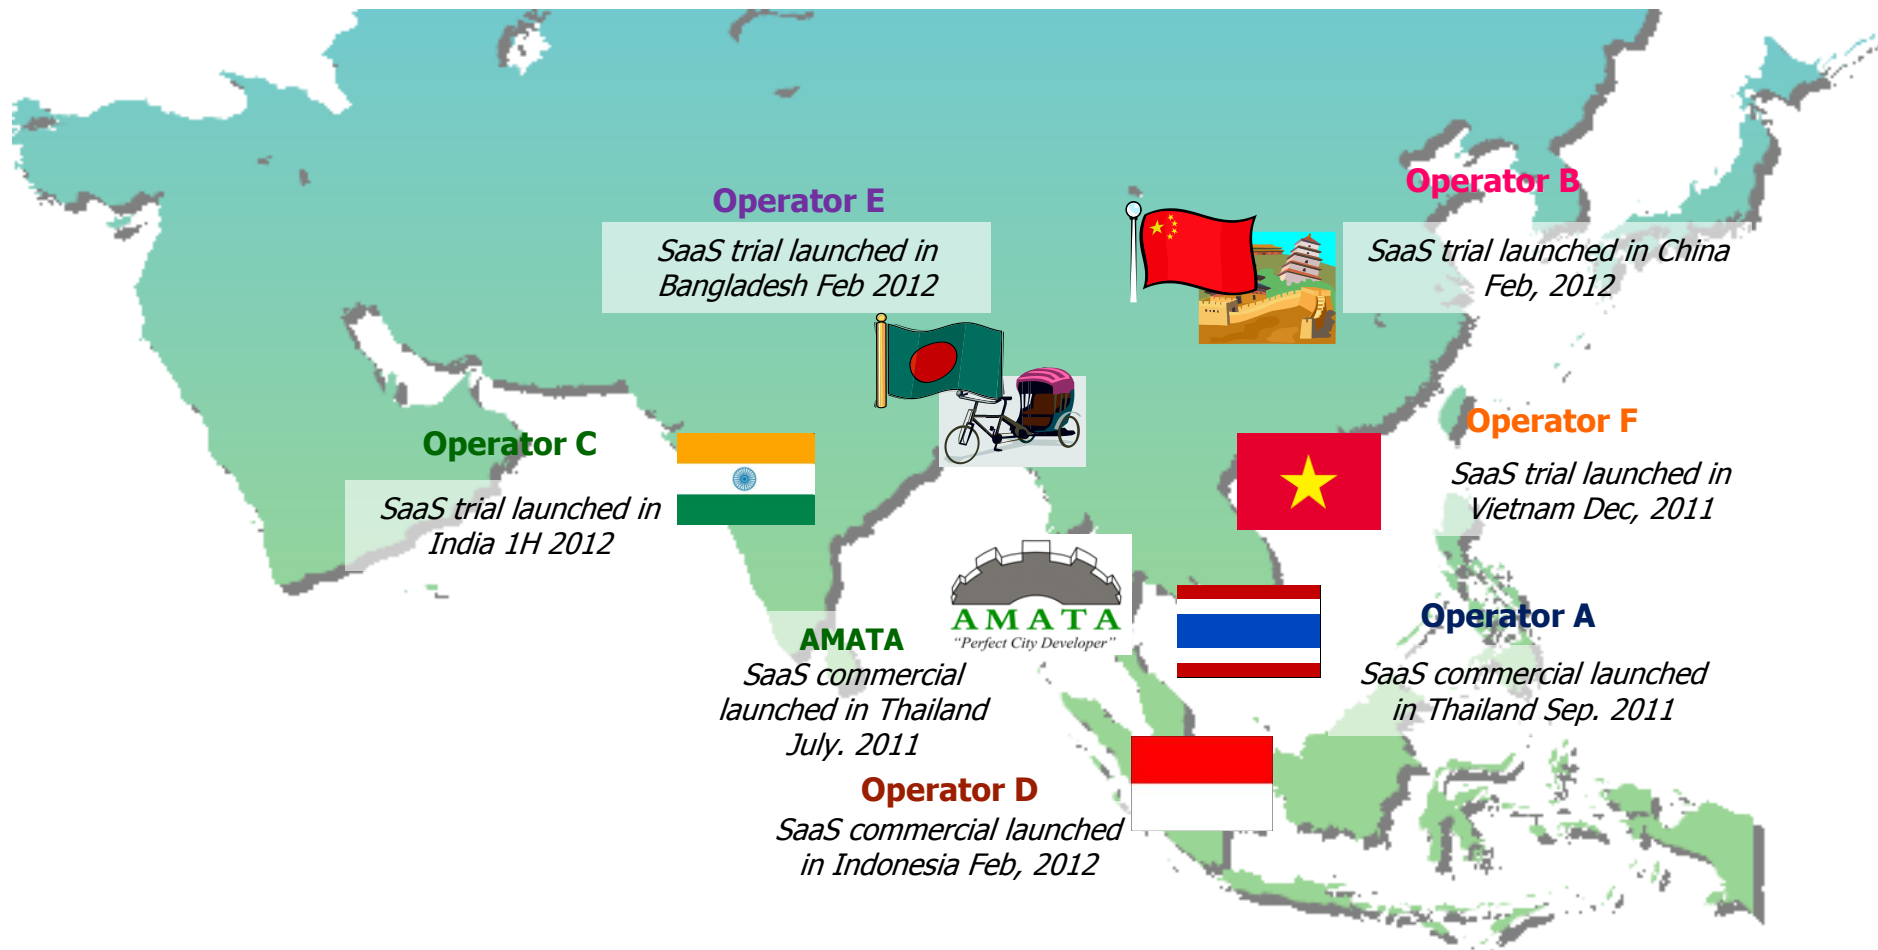 Operator B
SaaS trial launched in China
Feb, 2012
Operator E
SaaS trial launched in
Bangladesh Feb 2012
Operator F
SaaS trial launched in
Vietnam Dec, 2011
Operator C
SaaS trial launched in
India 1H 2012
AMATA
"Perfect City Developer"
Operator A
SaaS commercial launched
in Thailand Sep. 2011
AMATA
SaaS commercial
launched in Thailand
July. 2011
Operator D
SaaS commercial launched
in Indonesia Feb, 2012